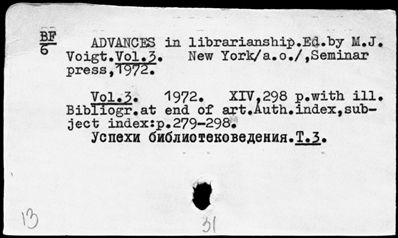 BF
6
ADVANCES in librarianship.Ed.by M.J.
Voigt.Vol.3. New York/a.o./,Seminar
press,1972.
Vol.3. 1972. XIV,298 p.with ill.
Bibliogr.at end of art.Auth.index,sub-
ject index:p.279-298.
Успехи библиотековедения.Т.3.
13
31